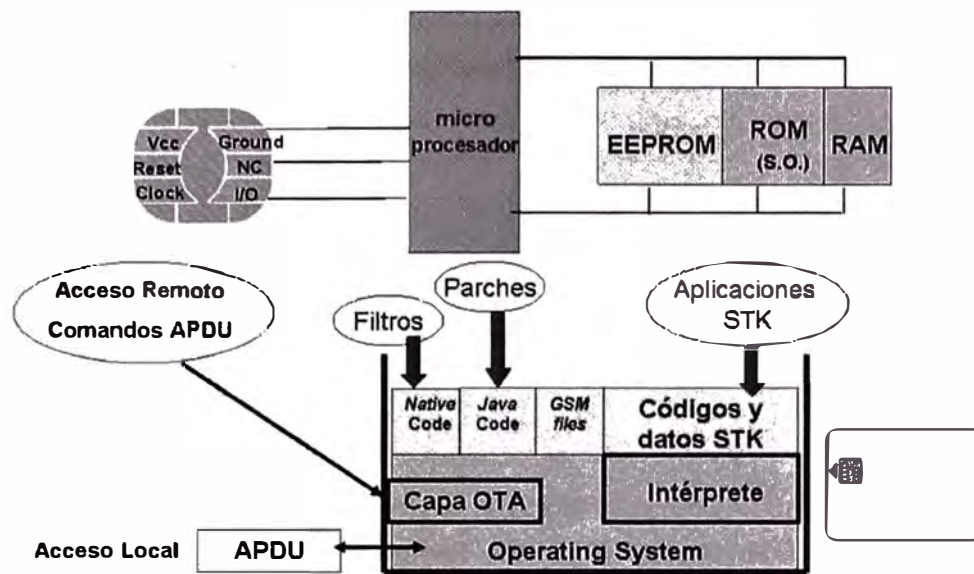 micro
procesador
Vcc Ground
Reset NC
Clock I/O
EEPROM
ROM
(S.O.)
RAM
Acceso Remoto
Comandos APDU
Filtros
Parches
Aplicaciones
STK
Native
Code
Java
Code
GSM
files
Códigos y
datos STK
Capa OTA
Intérprete
Acceso Local
APDU
Operating System